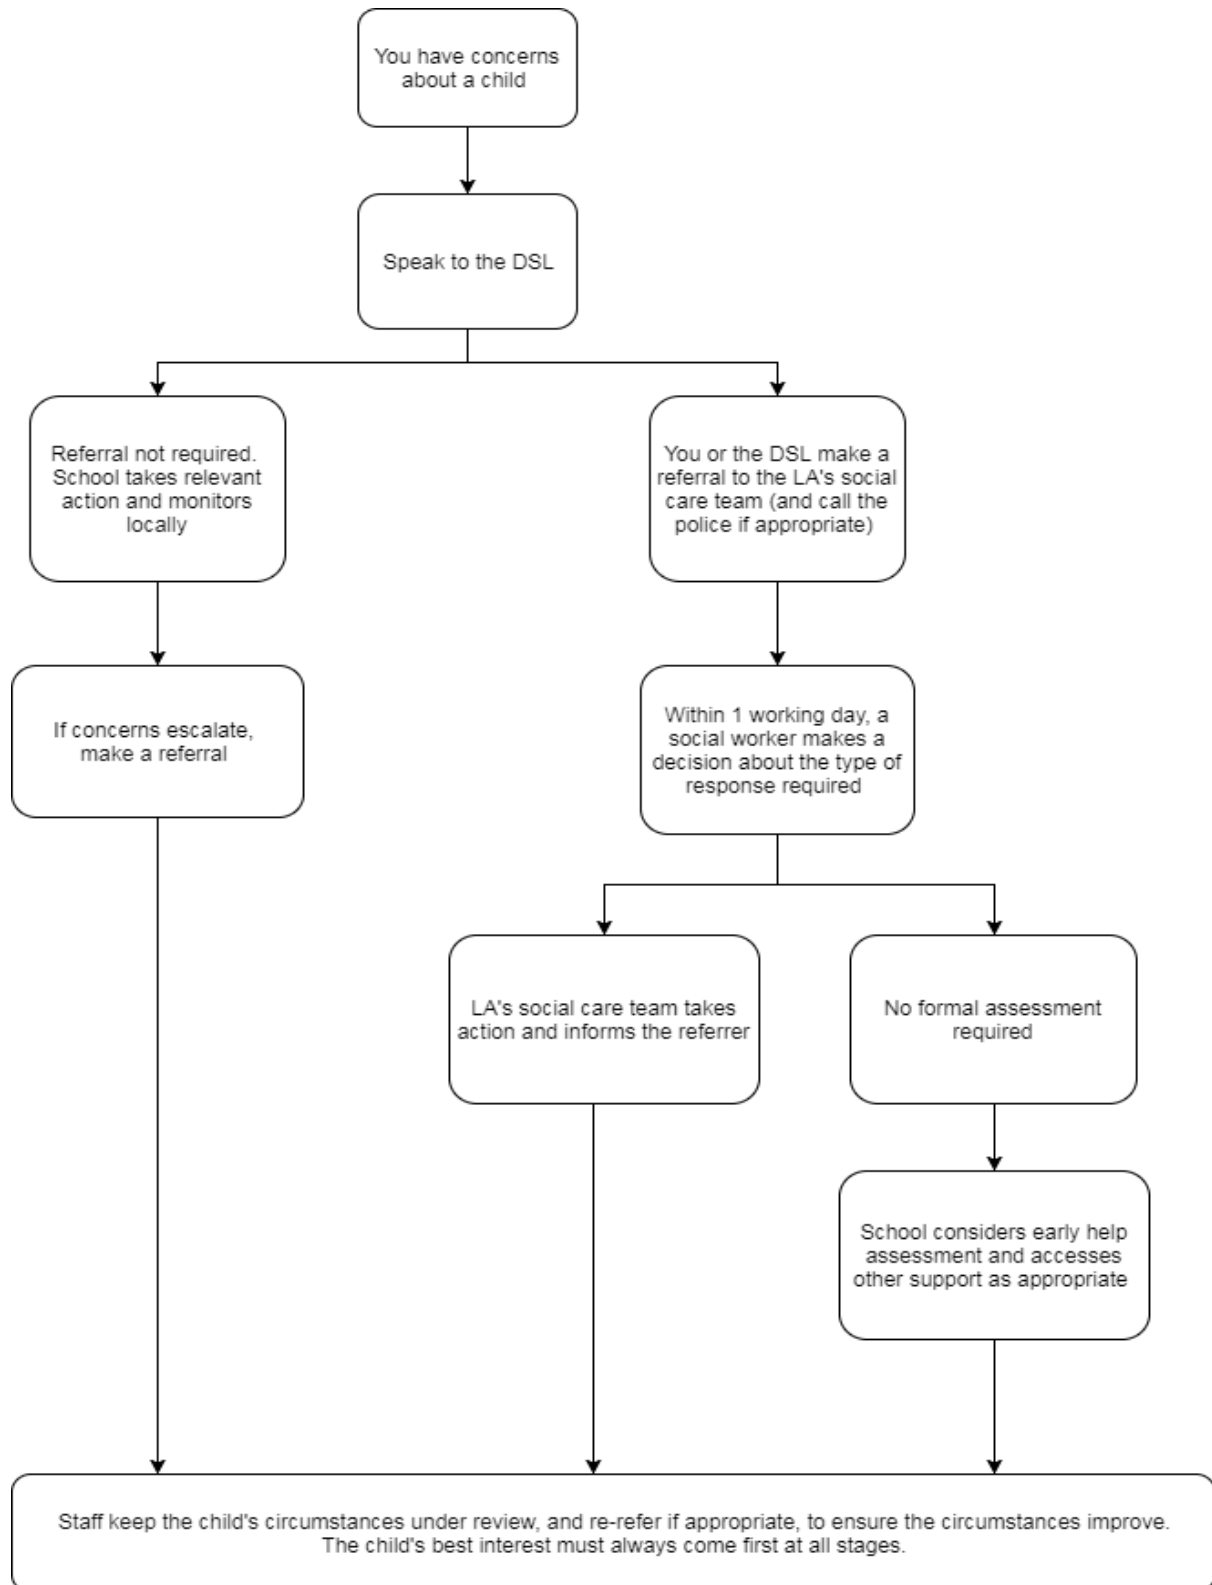 You have concerns
about a child
Speak to the DSL
Referral not required.
School takes relevant
action and monitors
locally
You or the DSL make a
referral to the LA's social
care team (and call the
police if appropriate)
If concerns escalate,
make a referral
Within 1 working day, a
social worker makes a
decision about the type of
response required
LA's social care team takes
action and informs the referrer
No formal assessment
required
School considers early help
assessment and accesses
other support as appropriate
Staff keep the child's circumstances under review, and re-refer if appropriate, to ensure the circumstances improve.
The child's best interest must always come first at all stages.